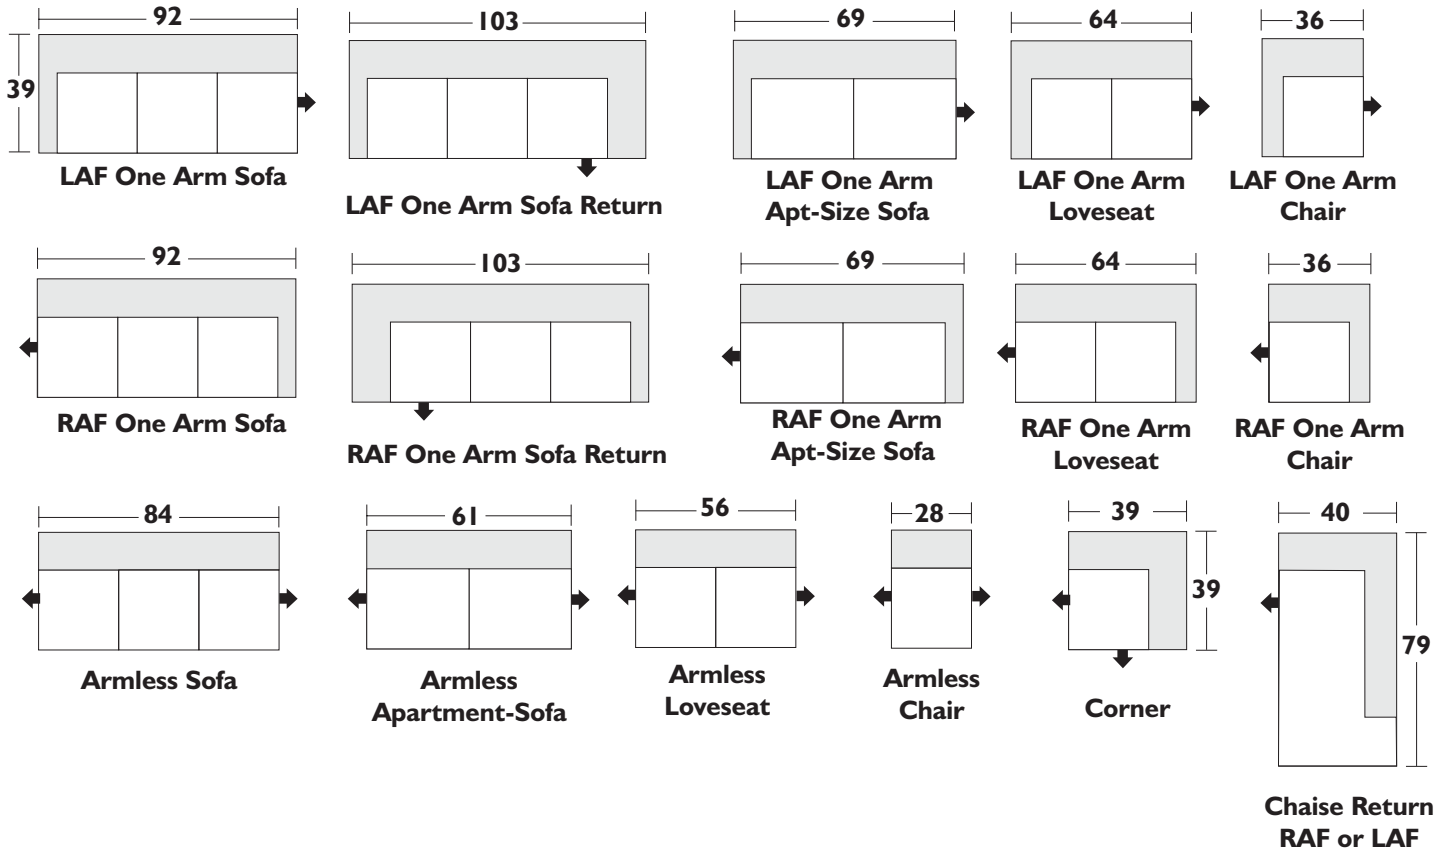 92
103
69
64
36
39
LAF One Arm Sofa
LAF One Arm Sofa Return
LAF One Arm
Apt-Size Sofa
LAF One Arm
Loveseat
LAF One Arm
Chair
92
103
69
64
36
RAF One Arm Sofa
RAF One Arm Sofa Return
RAF One Arm
Apt-Size Sofa
RAF One Arm
Loveseat
RAF One Arm
Chair
84
61
56
28
39
39
40
79
Armless Sofa
Armless
Apartment-Sofa
Armless
Loveseat
Armless
Chair
Corner
Chaise Return
RAF or LAF